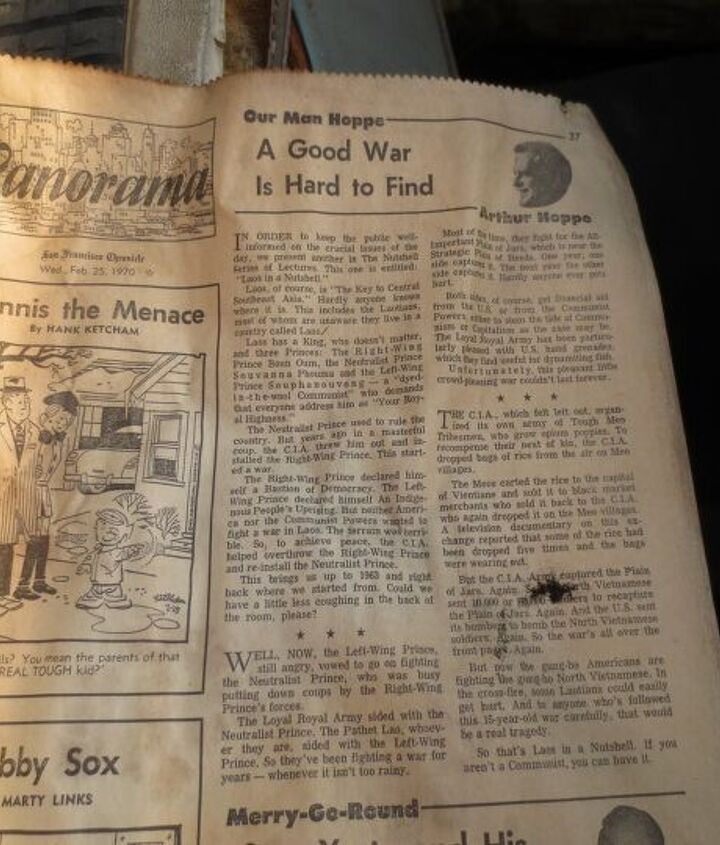 Panorama
San Francisco Chronicle
Wed., Feb. 25, 1970
nnis the Menace
By HANK KETCHAM
ls? You mean the parents of that
REAL TOUGH kid?"
bby Sox
MARTY LINKS
Our Man Hoppe
37
A Good War
Is Hard to Find
Arthur Hoppe
IN ORDER to keep the public well-
informed on the crucial issues of the
day, we present another in The Nutshell
Series of Lectures. This one is entitled:
"Laos in a Nutshell."
Laos, of course, is "The Key to Central
Southeast Asia." Hardly anyone knows
where it is. This includes the Laotians,
most of whom are unaware they live in a
country called Laos.
Laos has a King, who doesn't matter,
and three Princes: The Right-Wing
Prince Boun Oum, the Neutralist Prince
Souvanna Phouma and the Left-Wing
Prince Souphanouvong — a "dyed-
in-the-wool Communist" who demands
that everyone address him as "Your Roy-
al Highness."
The Neutralist Prince used to rule the
country. But years ago in a masterful
coup, the C.I.A. threw him out and in-
stalled the Right-Wing Prince. This start-
ed a war.
The Right-Wing Prince declared him-
self a Bastion of Democracy. The Left-
Wing Prince declared himself An Indige-
nous People's Uprising. But neither Ameri-
ca nor the Communist Powers wanted to
fight a war in Laos. The terrain was terri-
ble. So, to achieve peace, the C.I.A.
helped overthrow the Right-Wing Prince
and re-install the Neutralist Prince.
This brings us up to 1963 and right
back where we started from. Could we
have a little less coughing in the back of
the room, please?
★ ★ ★
WELL, NOW, the Left-Wing Prince,
still angry, vowed to go on fighting
the Neutralist Prince, who was busy
putting down coups by the Right-Wing
Prince's forces.
The Loyal Royal Army sided with the
Neutralist Prince. The Pathet Lao, whoev-
er they are, sided with the Left-Wing
Prince. So they've been fighting a war for
years — whenever it isn't too rainy.
Most of the time, they fight for the All-
Important Plain of Jars, which is near the
Strategic Plain of Reeds. One year, one
side captures it. The next year the other
side captures it. Hardly anyone ever gets
hurt.
Both sides, of course, get financial aid
from the U.S. or from the Communist
Powers either to stem the tide of Commu-
nism or Capitalism as the case may be.
The Loyal Royal Army has been particu-
larly pleased with U.S. hand grenades,
which they find useful for dynamiting fish.
Unfortunately, this pleasant little
crowd-pleasing war couldn't last forever.
★ ★ ★
THE C.I.A., which felt left out, organ-
ized its own army of Tough Meo
Tribesmen, who grow opium poppies. To
recompense their next of kin, the C.I.A.
dropped bags of rice from the air on Meo
villages.
The Meos carted the rice to the capital
of Vientiane and sold it to black market
merchants who sold it back to the C.I.A.
who again dropped it on the Meo villages.
A television documentary on this ex-
change reported that some of the rice had
been dropped five times and the bags
were wearing out.
But the C.I.A. Army captured the Plain
of Jars. Again. North Vietnamese
sent 10,000 or to recapture
the Plain of Jars. Again. And the U.S. sent
its bombers to bomb the North Vietnamese
soldiers. Again. So the war's all over the
front pages. Again.
But now the gung-ho Americans are
fighting the gung-ho North Vietnamese. In
the cross-fire, some Laotians could easily
get hurt. And to anyone who's followed
this 15-year-old war carefully, that would
be a real tragedy.
So that's Laos in a Nutshell. If you
aren't a Communist, you can have it.
Merry-Go-Round